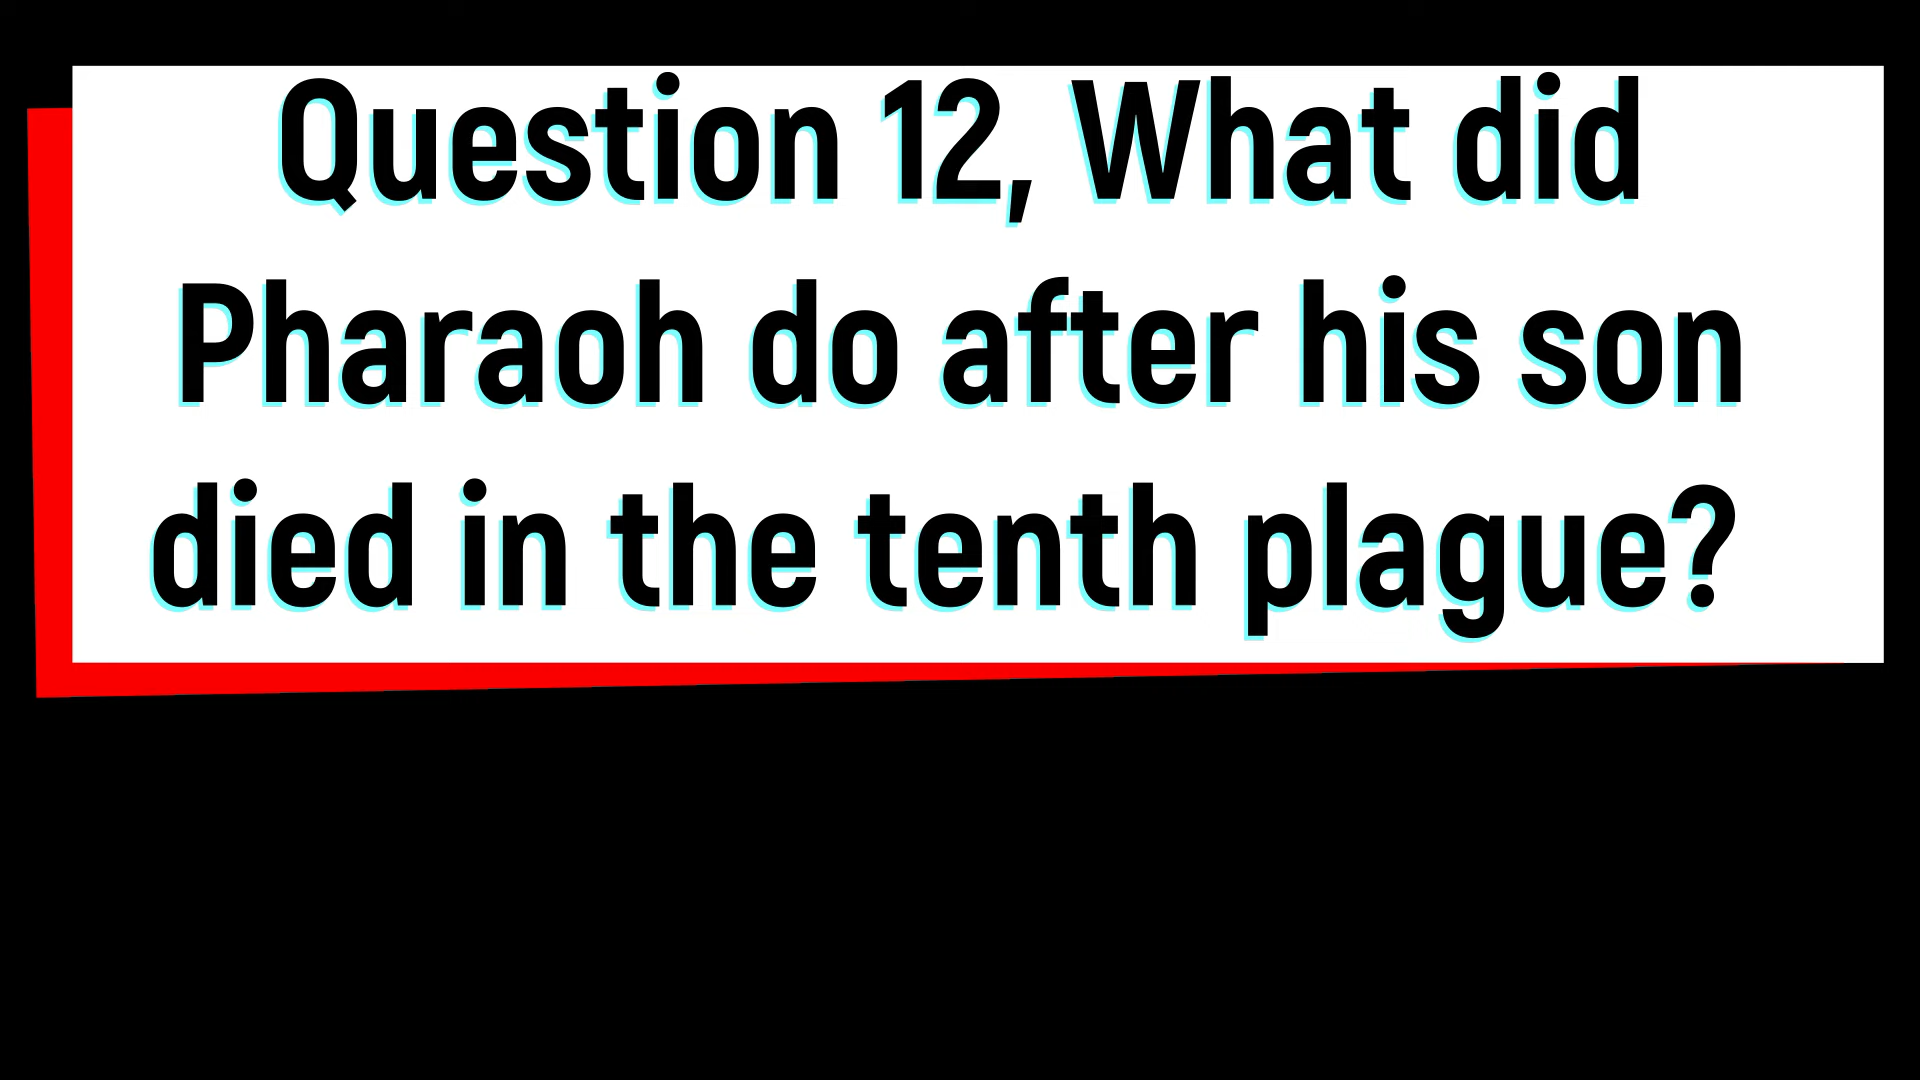 Question 12, What did
Pharaoh do after his son
died in the tenth plague?